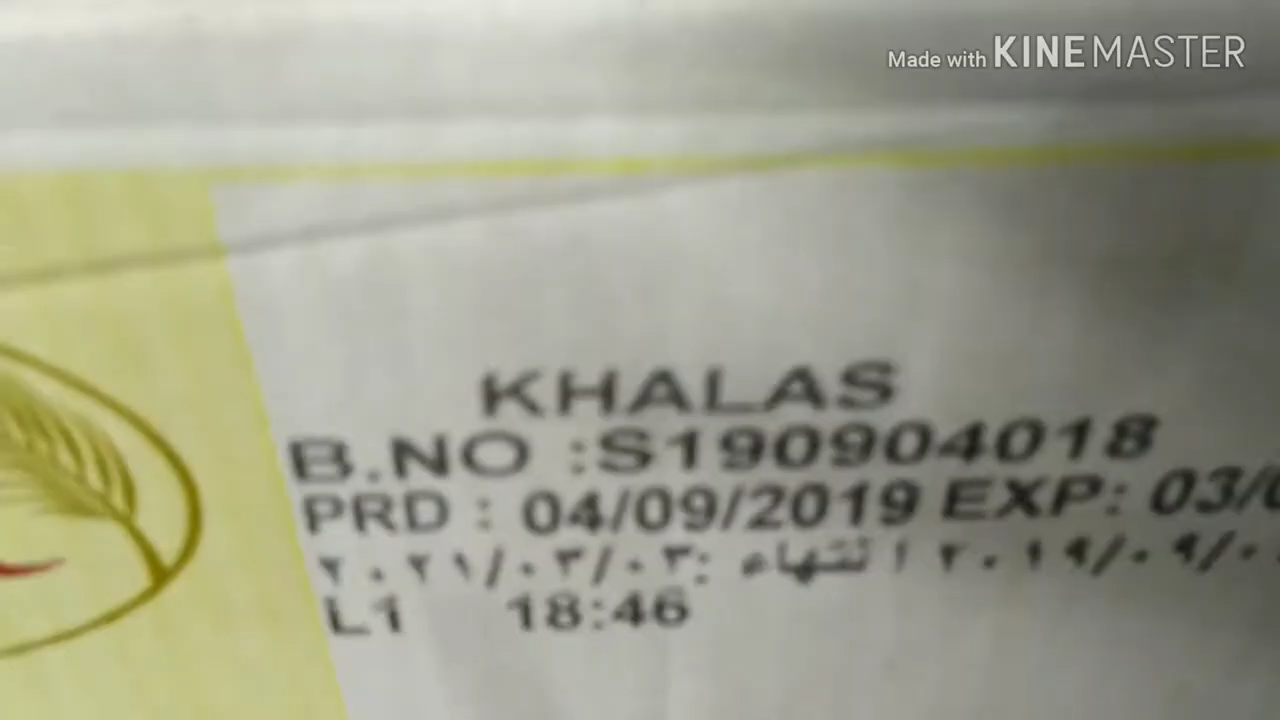 Made with KINEMASTER
KHALAS
B.NO :S190904018
PRD : 04/09/2019 EXP: 03/0
٢٠١٩/٠٩/٠ انتهاء: ٢٠٢١/٠٣/٠٣
L1 18:46